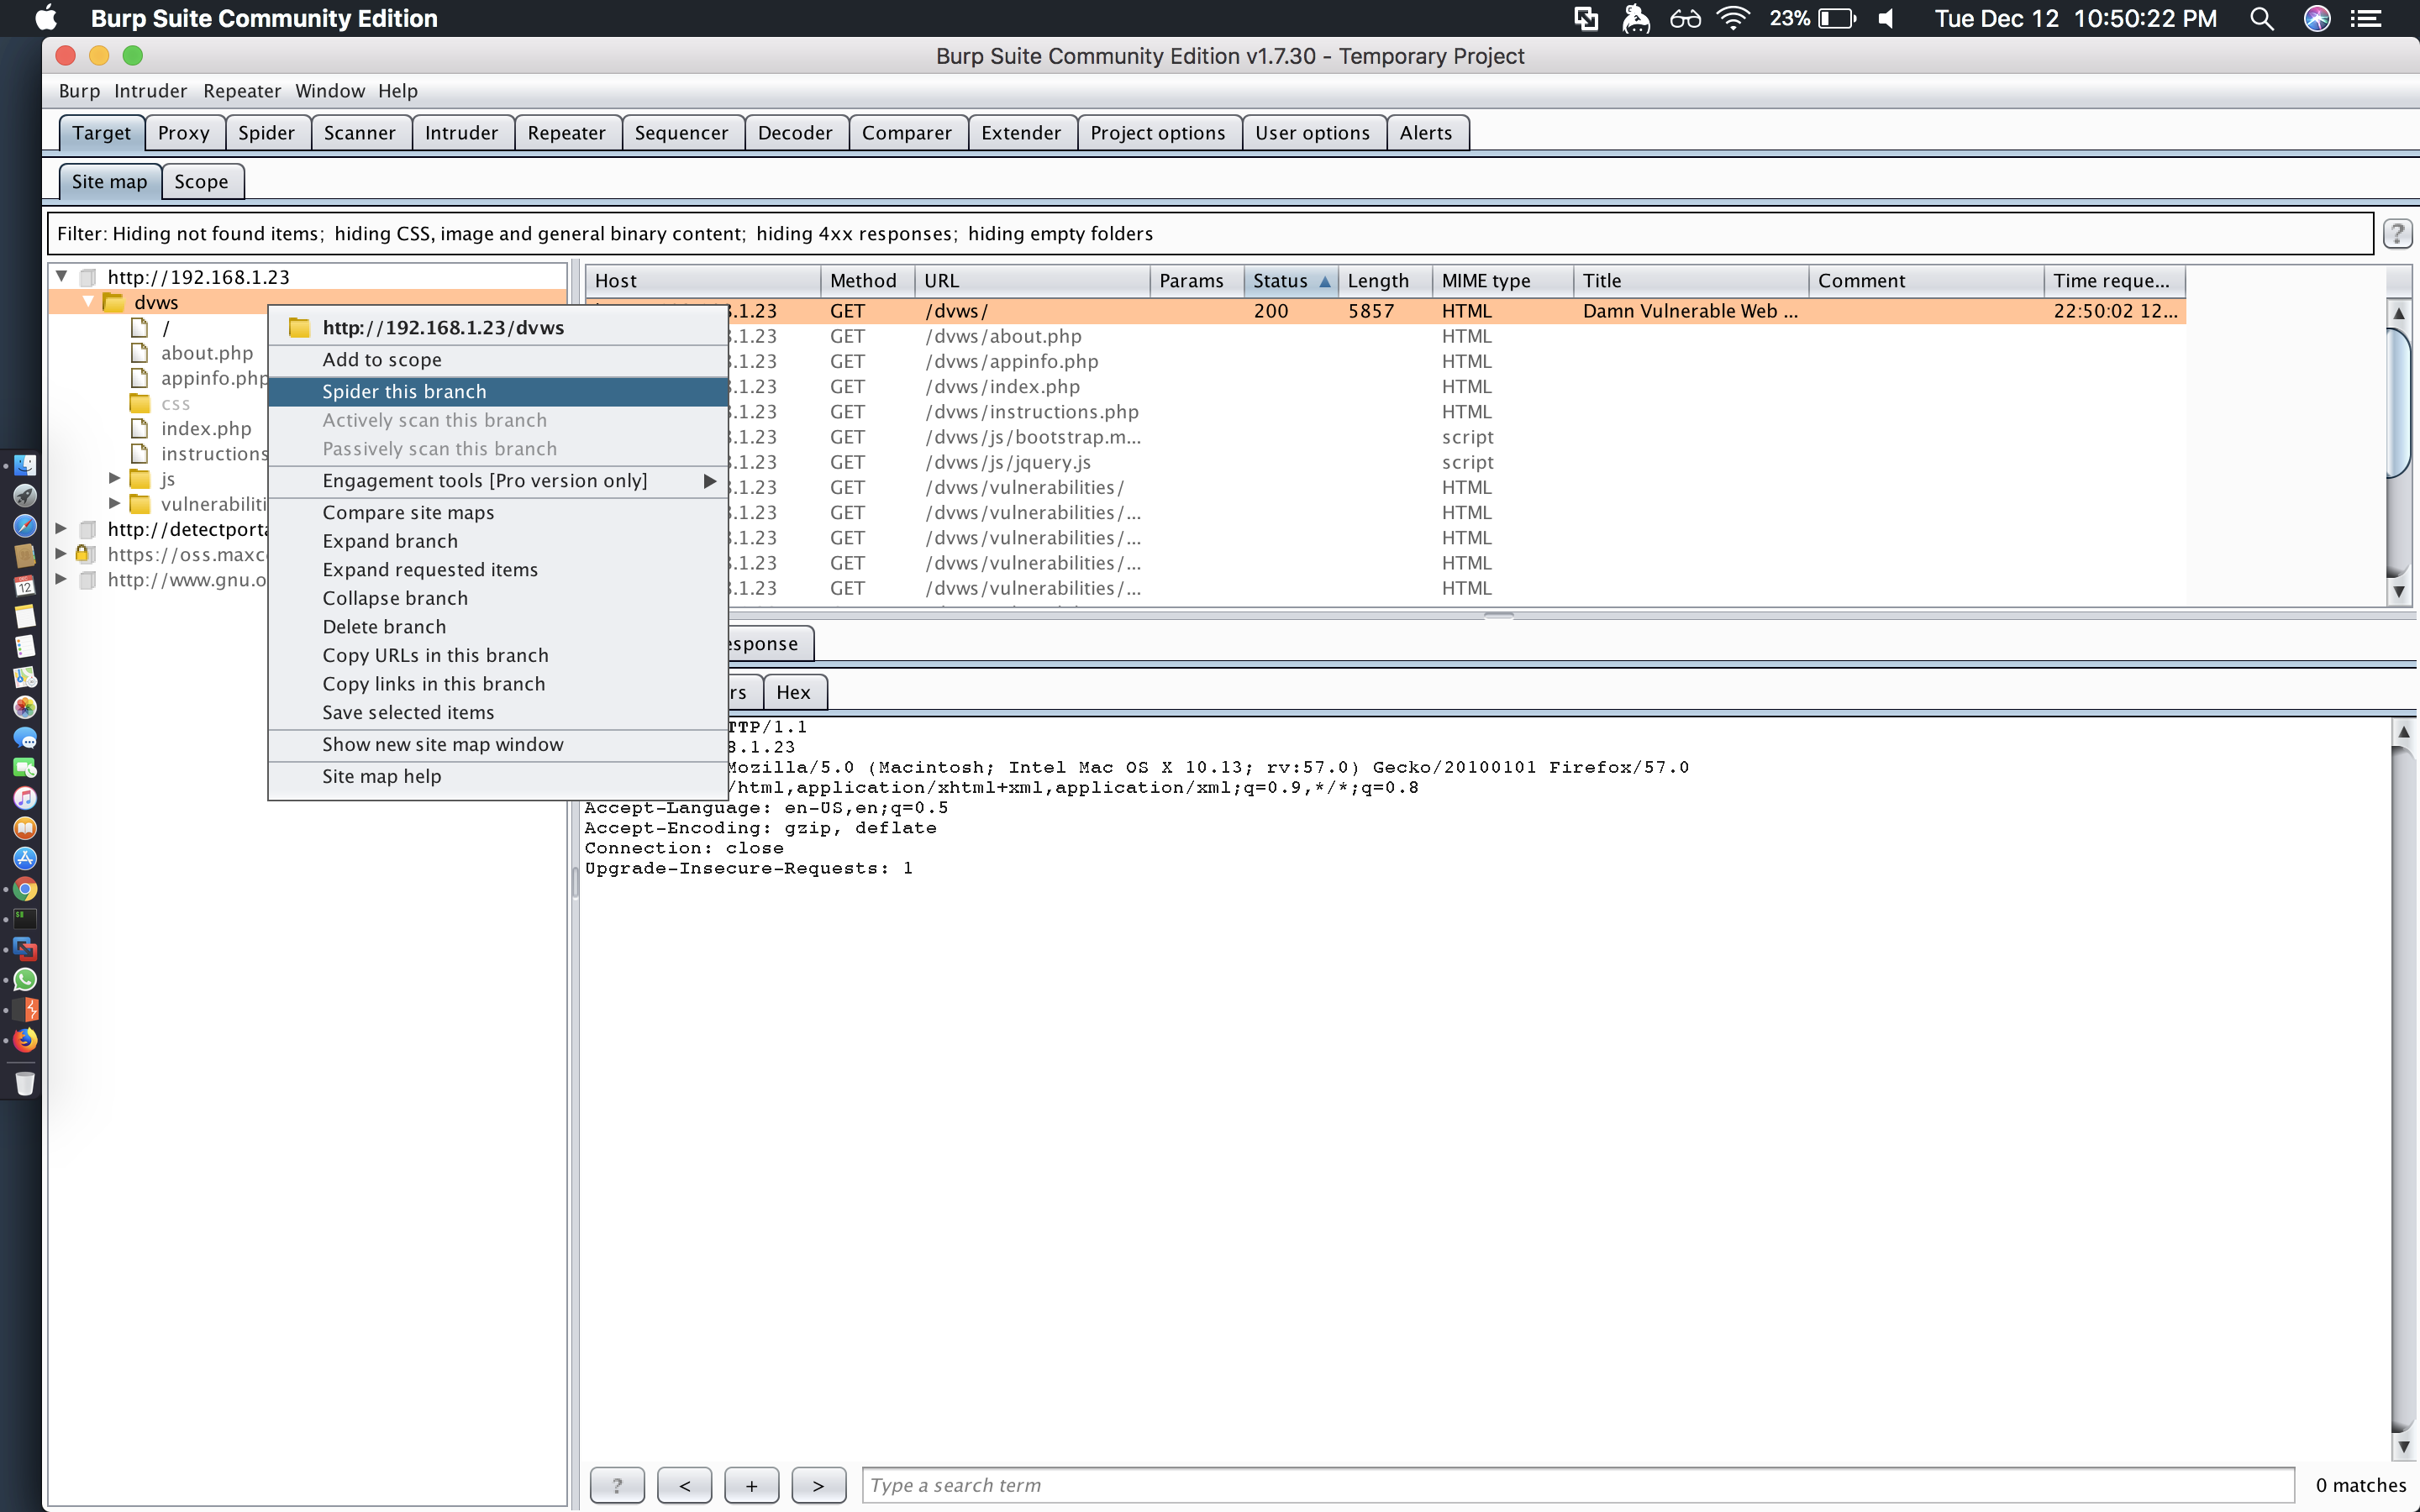 Burp Suite Community Edition
23%
Tue Dec 12 10:50:22 PM
Burp Suite Community Edition v1.7.30 - Temporary Project
Burp Intruder Repeater Window Help
Target Proxy Spider Scanner Intruder Repeater Sequencer Decoder Comparer Extender Project options User options Alerts
Site map Scope
Filter: Hiding not found items; hiding CSS, image and general binary content; hiding 4xx responses; hiding empty folders
?
http://192.168.1.23
dvws
/
about.php
appinfo.php
css
index.php
instructions
js
vulnerabiliti
http://detectporta
https://oss.maxc
http://www.gnu.o
http://192.168.1.23/dvws
Add to scope
Spider this branch
Actively scan this branch
Passively scan this branch
Engagement tools [Pro version only]
Compare site maps
Expand branch
Expand requested items
Collapse branch
Delete branch
Copy URLs in this branch
Copy links in this branch
Save selected items
Show new site map window
Site map help
Host Method URL Params Status Length MIME type Title Comment Time reque...
.1.23 GET /dvws/ 200 5857 HTML Damn Vulnerable Web ... 22:50:02 12...
.1.23 GET /dvws/about.php HTML
.1.23 GET /dvws/appinfo.php HTML
.1.23 GET /dvws/index.php HTML
.1.23 GET /dvws/instructions.php HTML
.1.23 GET /dvws/js/bootstrap.m... script
.1.23 GET /dvws/js/jquery.js script
.1.23 GET /dvws/vulnerabilities/ HTML
.1.23 GET /dvws/vulnerabilities/... HTML
.1.23 GET /dvws/vulnerabilities/... HTML
.1.23 GET /dvws/vulnerabilities/... HTML
.1.23 GET /dvws/vulnerabilities/... HTML
esponse
rs Hex
TTP/1.1
8.1.23
Mozilla/5.0 (Macintosh; Intel Mac OS X 10.13; rv:57.0) Gecko/20100101 Firefox/57.0
/html,application/xhtml+xml,application/xml;q=0.9,*/*;q=0.8
Accept-Language: en-US,en;q=0.5
Accept-Encoding: gzip, deflate
Connection: close
Upgrade-Insecure-Requests: 1
12
? < + > Type a search term 0 matches